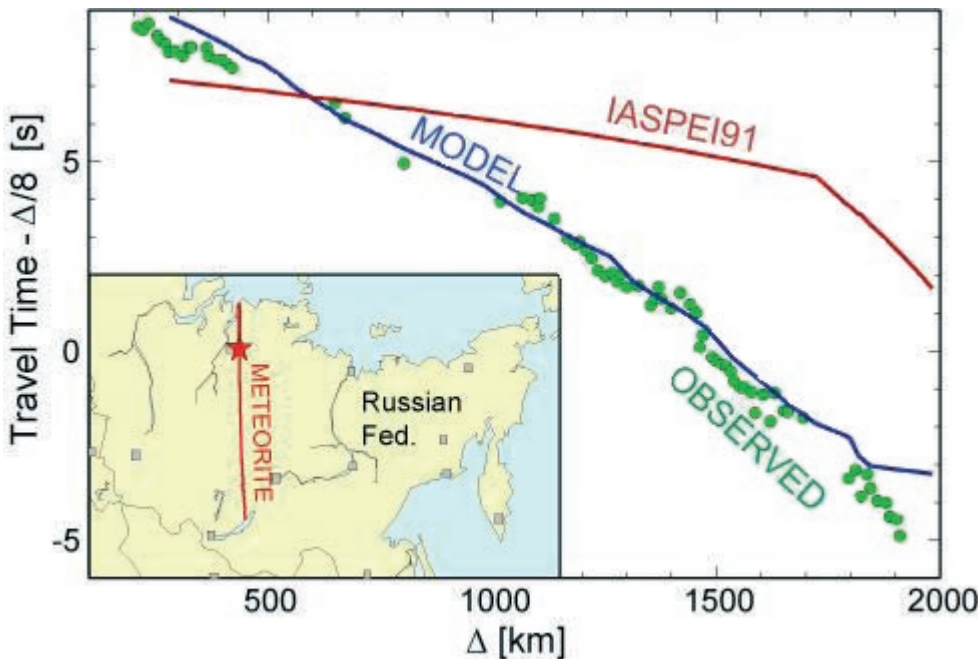 Travel Time - Δ/8 [s]
5
0
-5
IASPEI91
MODEL
OBSERVED
METEORITE
Russian
Fed.
500
1000
1500
2000
Δ [km]